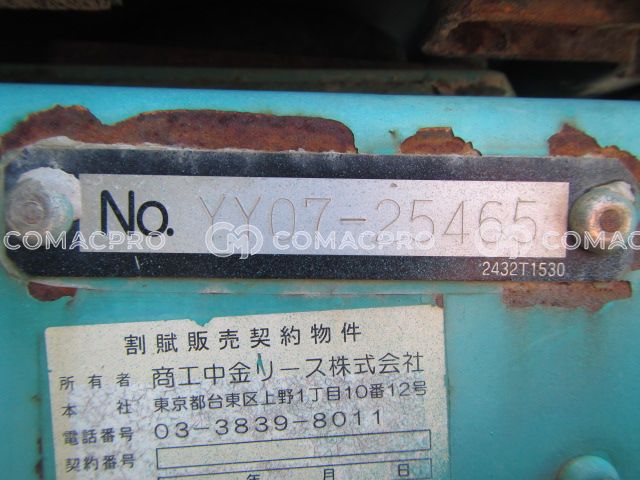 No. YY07-25465
COMACPRO COMACPRO COMACPRO
2432T1530
割賦販売契約物件
所有者 商工中金リース株式会社
本社 東京都台東区上野1丁目10番12号
電話番号 03-3839-8011
契約番号
年 月 日